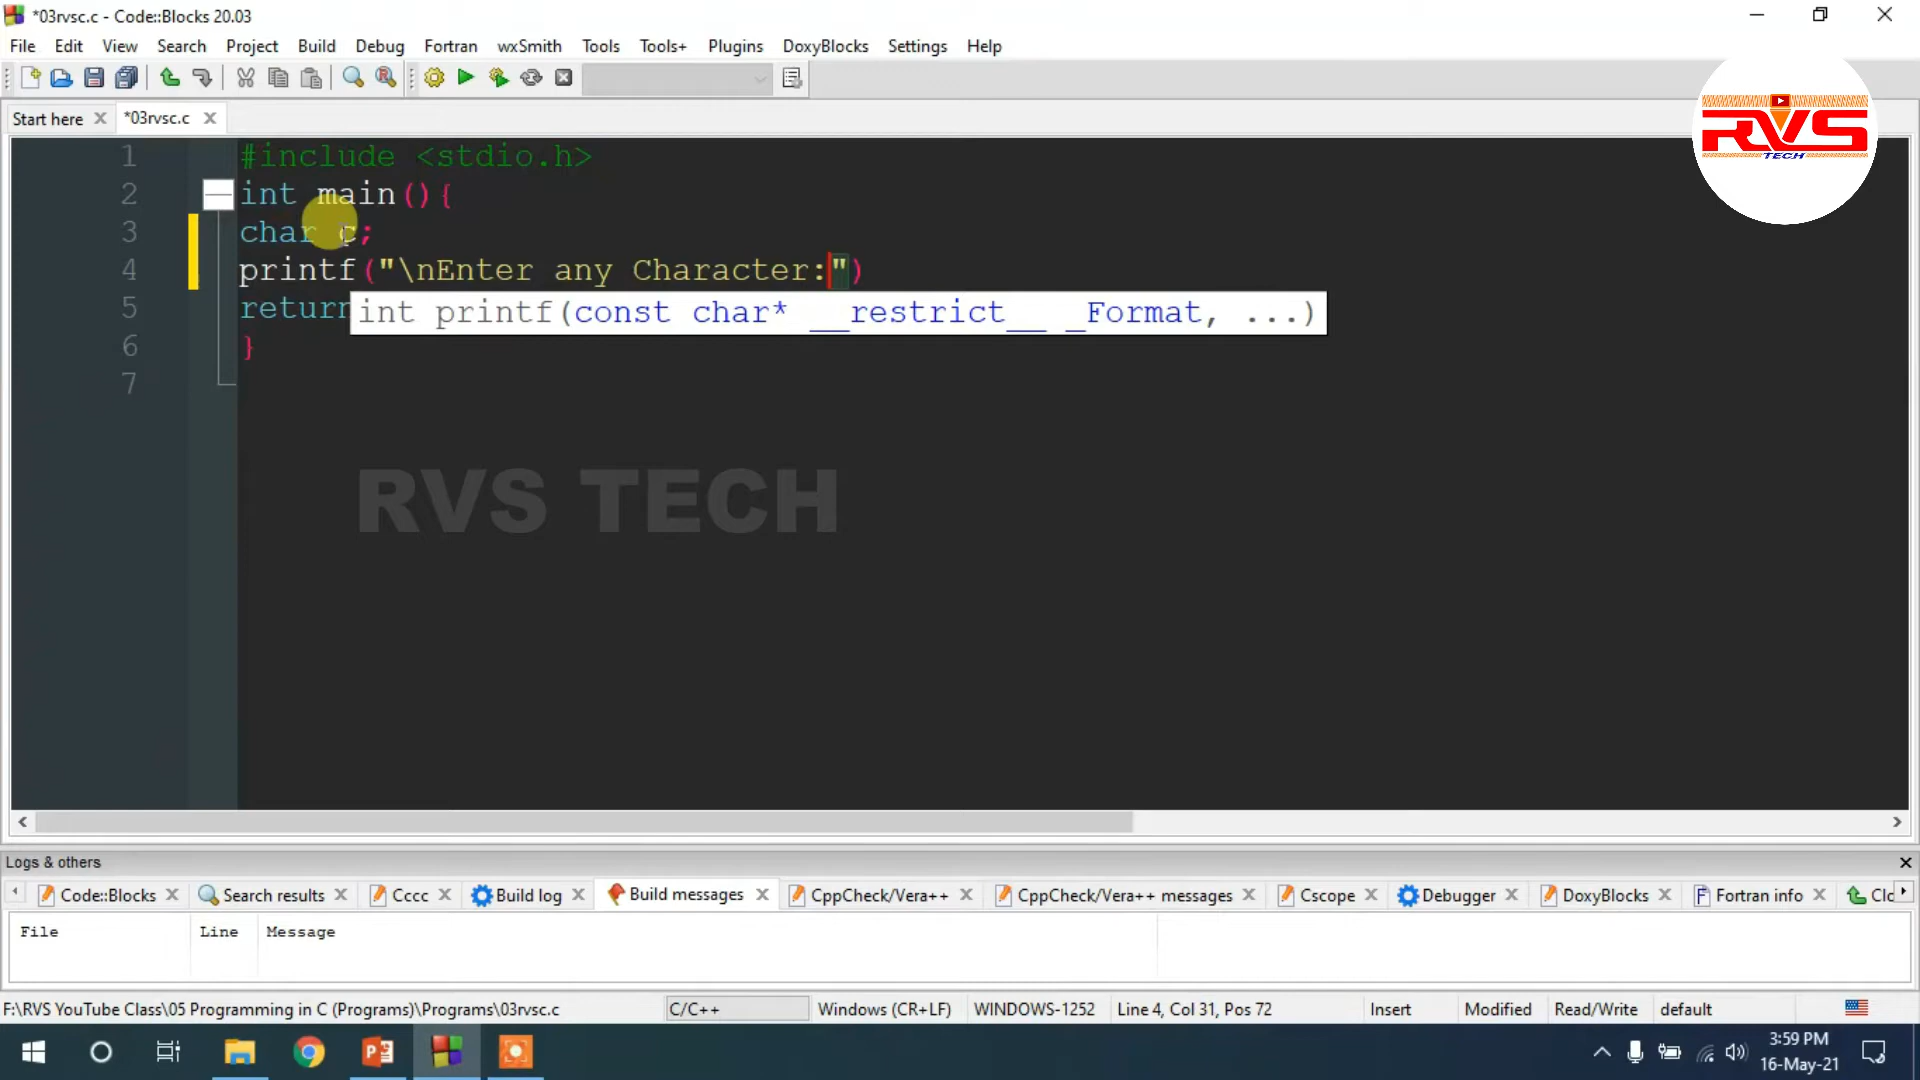 *03rvsc.c - Code::Blocks 20.03
File Edit View Search Project Build Debug Fortran wxSmith Tools Tools+ Plugins DoxyBlocks Settings Help
Start here *03rvsc.c
RVS
TECH
1 #include <stdio.h>
2 int main(){
3 char c;
4 printf("\nEnter any Character:")
5 return
int printf(const char* __restrict__ _Format, ...)
6 }
7
RVS TECH
Logs & others
Code::Blocks Search results Cccc Build log Build messages CppCheck/Vera++ CppCheck/Vera++ messages Cscope Debugger DoxyBlocks Fortran info Clo
File Line Message
F:\RVS YouTube Class\05 Programming in C (Programs)\Programs\03rvsc.c C/C++ Windows (CR+LF) WINDOWS-1252 Line 4, Col 31, Pos 72 Insert Modified Read/Write default
3:59 PM
16-May-21